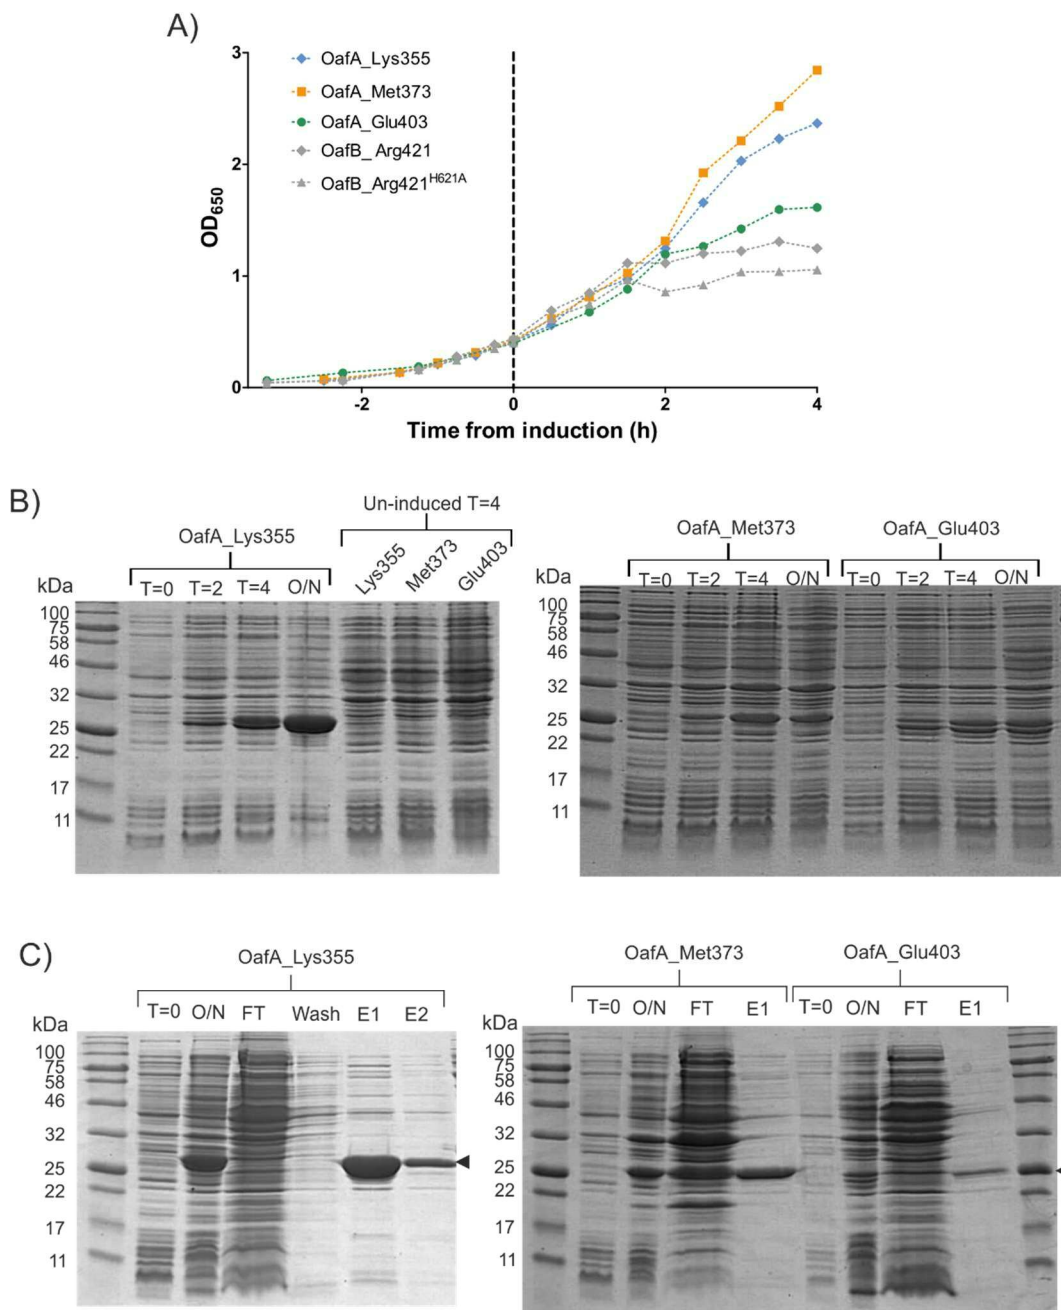 A)
3
2
1
0
OD650
OafA_Lys355
OafA_Met373
OafA_Glu403
OafB_ Arg421
OafB_Arg421H621A
-2 0 2 4
Time from induction (h)
B)
Un-induced T=4
OafA_Lys355
Lys355 Met373 Glu403
kDa T=0 T=2 T=4 O/N
100
75
58
46
32
25
22
17
11
OafA_Met373 OafA_Glu403
kDa T=0 T=2 T=4 O/N T=0 T=2 T=4 O/N
100
75
58
46
32
25
22
17
11
C)
OafA_Lys355
kDa T=0 O/N FT Wash E1 E2
100
75
58
46
32
25
22
17
11
OafA_Met373 OafA_Glu403
kDa T=0 O/N FT E1 T=0 O/N FT E1
100
75
58
46
32
25
22
17
11